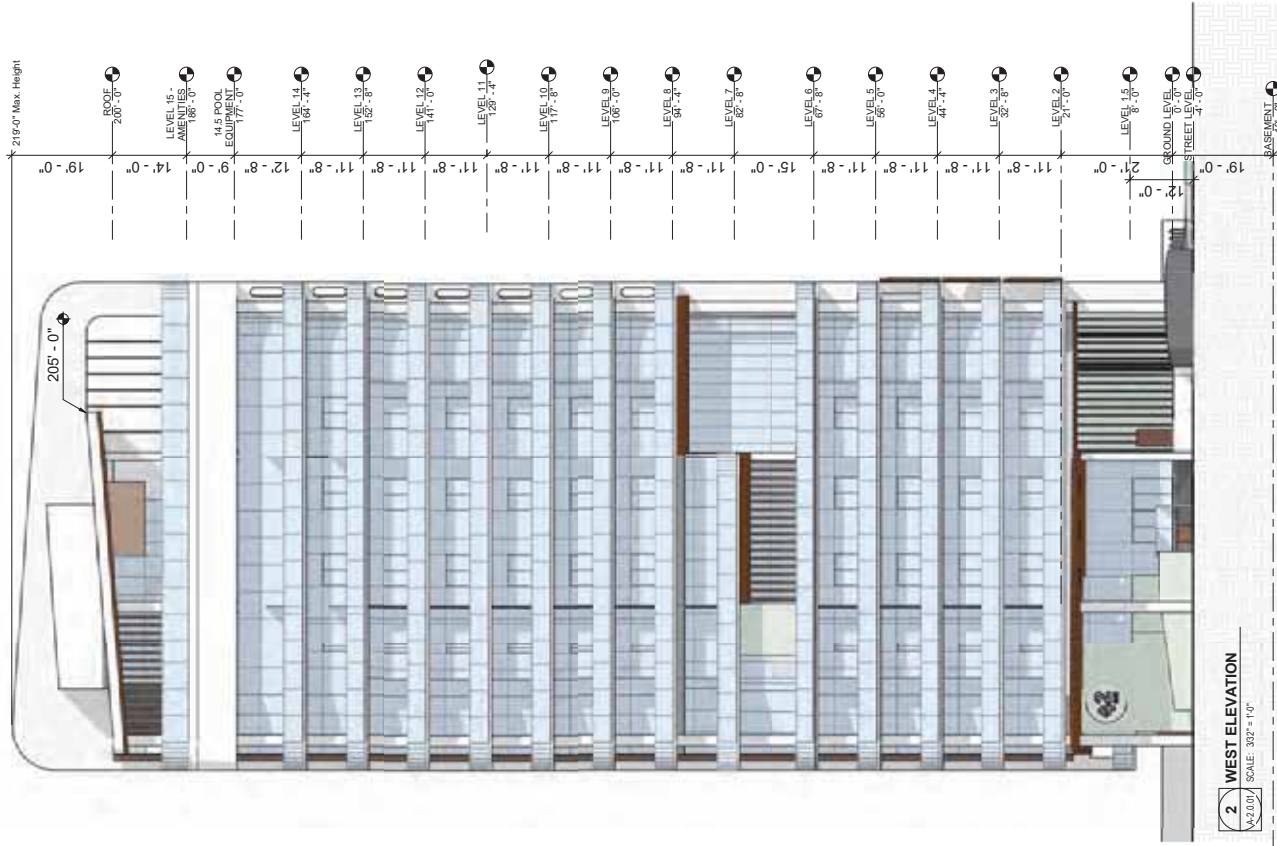 219'-0" Max. Height
ROOF
200' - 0"
LEVEL 15 -
AMENITIES
186' - 0"
14.5 POOL
EQUIPMENT
177' - 0"
LEVEL 14
164' - 4"
LEVEL 13
152' - 8"
LEVEL 12
141' - 0"
LEVEL 11
129' - 4"
LEVEL 10
117' - 8"
LEVEL 9
106' - 0"
LEVEL 8
94' - 4"
LEVEL 7
82' - 8"
LEVEL 6
67' - 8"
LEVEL 5
56' - 0"
LEVEL 4
44' - 4"
LEVEL 3
32' - 8"
LEVEL 2
21' - 0"
LEVEL 1.5
8' - 0"
GROUND LEVEL
0' - 0"
STREET LEVEL
-4' - 0"
BASEMENT
19' - 0"
14' - 0"
9' - 0"
12' - 8"
11' - 8"
11' - 8"
11' - 8"
11' - 8"
11' - 8"
11' - 8"
11' - 8"
15' - 0"
11' - 8"
11' - 8"
11' - 8"
11' - 8"
21' - 0"
12' - 0"
19' - 0"
205' - 0"
2
WEST ELEVATION
A-2.0.01
SCALE: 3/32" = 1'-0"